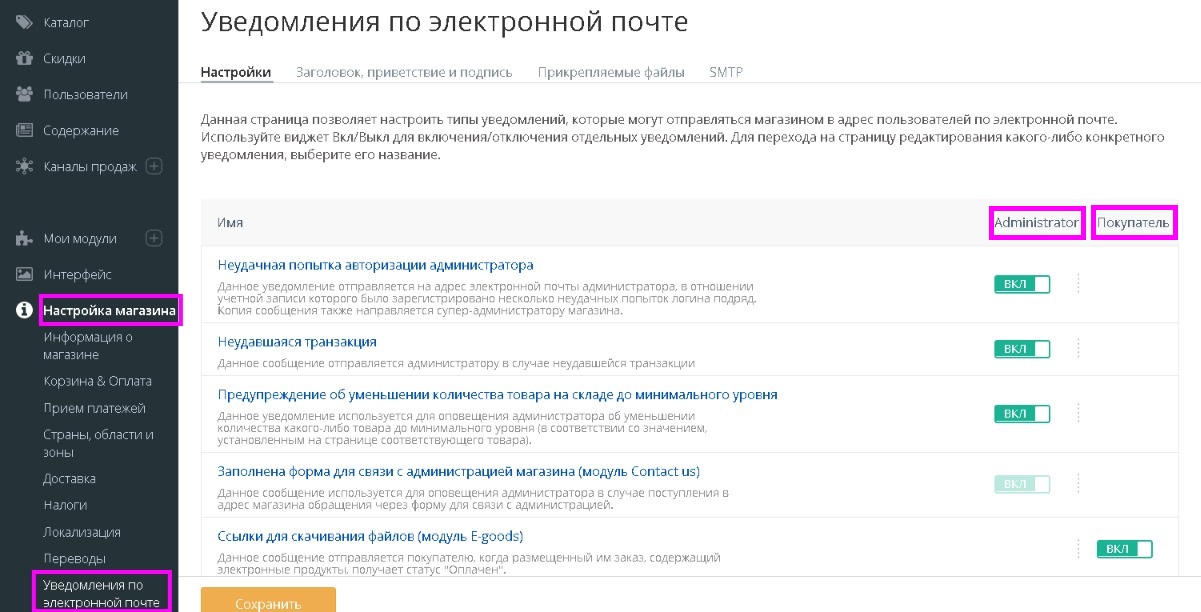 Каталог
Скидки
Пользователи
Содержание
Каналы продаж
Мои модули
Интерфейс
Настройка магазина
Информация о
магазине
Корзина & Оплата
Прием платежей
Страны, области и
зоны
Доставка
Налоги
Локализация
Переводы
Уведомления по
электронной почте
Уведомления по электронной почте
Настройки Заголовок, приветствие и подпись Прикрепляемые файлы SMTP
Данная страница позволяет настроить типы уведомлений, которые могут отправляться магазином в адрес пользователей по электронной почте.
Используйте виджет Вкл/Выкл для включения/отключения отдельных уведомлений. Для перехода на страницу редактирования какого-либо конкретного
уведомления, выберите его название.
Имя Administrator Покупатель
Неудачная попытка авторизации администратора
Данное уведомление отправляется на адрес электронной почты администратора, в отношении
учетной записи которого было зарегистрировано несколько неудачных попыток логина подряд.
Копия сообщения также направляется супер-администратору магазина.
ВКЛ
Неудавшаяся транзакция
Данное сообщение отправляется администратору в случае неудавшейся транзакции
ВКЛ
Предупреждение об уменьшении количества товара на складе до минимального уровня
Данное уведомление используется для оповещения администратора об уменьшении
количества какого-либо товара до минимального уровня (в соответствии со значением,
установленным на странице соответствующего товара).
ВКЛ
Заполнена форма для связи с администрацией магазина (модуль Contact us)
Данное сообщение используется для оповещения администратора в случае поступления в
адрес магазина обращения через форму для связи с администрацией.
ВКЛ
Ссылки для скачивания файлов (модуль E-goods)
Данное сообщение отправляется покупателю, когда размещенный им заказ, содержащий
электронные продукты, получает статус "Оплачен".
ВКЛ
Сохранить